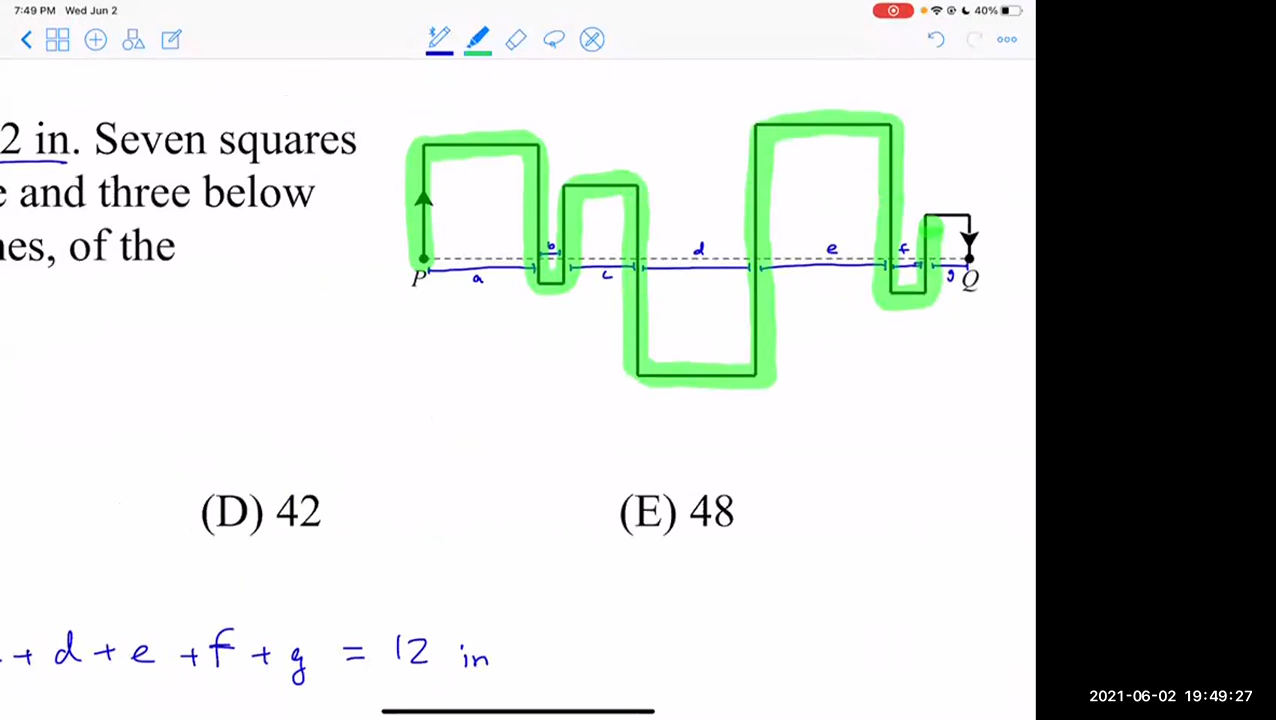 7:49 PM Wed Jun 2
40%
2 in. Seven squares
e and three below
nes, of the
b
d
e
f
P
a
c
g
Q
(D) 42
(E) 48
+ d + e + f + g = 12 in
2021-06-02 19:49:27